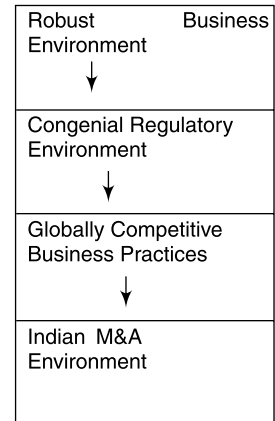 Robust Business
Environment
Congenial Regulatory
Environment
Globally Competitive
Business Practices
Indian M&A
Environment